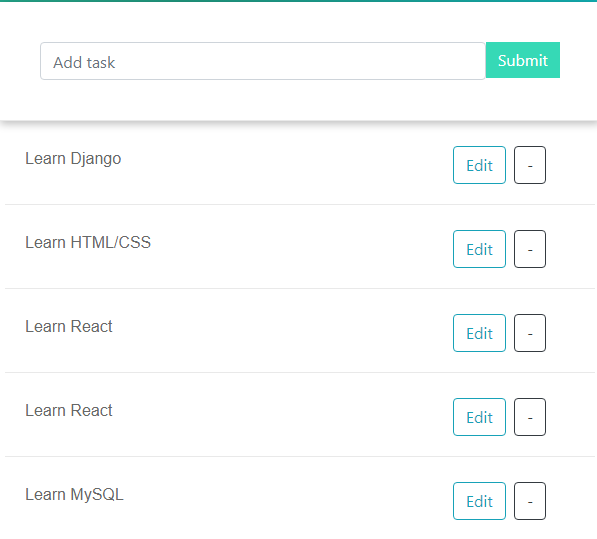 Add task Submit
Learn Django Edit -
Learn HTML/CSS Edit -
Learn React Edit -
Learn React Edit -
Learn MySQL Edit -